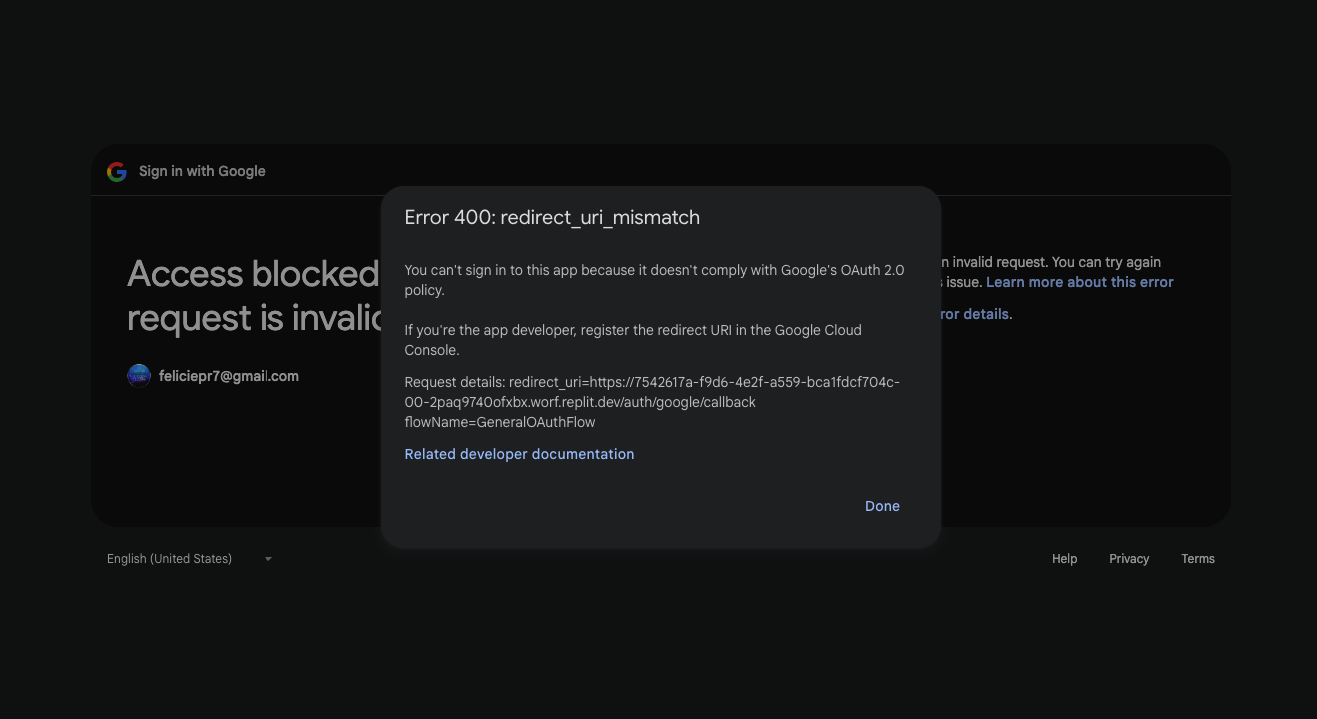 Sign in with Google
Error 400: redirect_uri_mismatch
You can't sign in to this app because it doesn't comply with Google's OAuth 2.0
policy.
If you're the app developer, register the redirect URI in the Google Cloud
Console.
Request details: redirect_uri=https://7542617a-f9d6-4e2f-a559-bca1fdcf704c-
00-2paq9740ofxbx.worf.replit.dev/auth/google/callback
flowName=GeneralOAuthFlow
Related developer documentation
Done
Access blocked
request is
feliciepr7@gmail.com
invalid request. You can try again
issue. Learn more about this error
details.
English (United States)
Help Privacy Terms